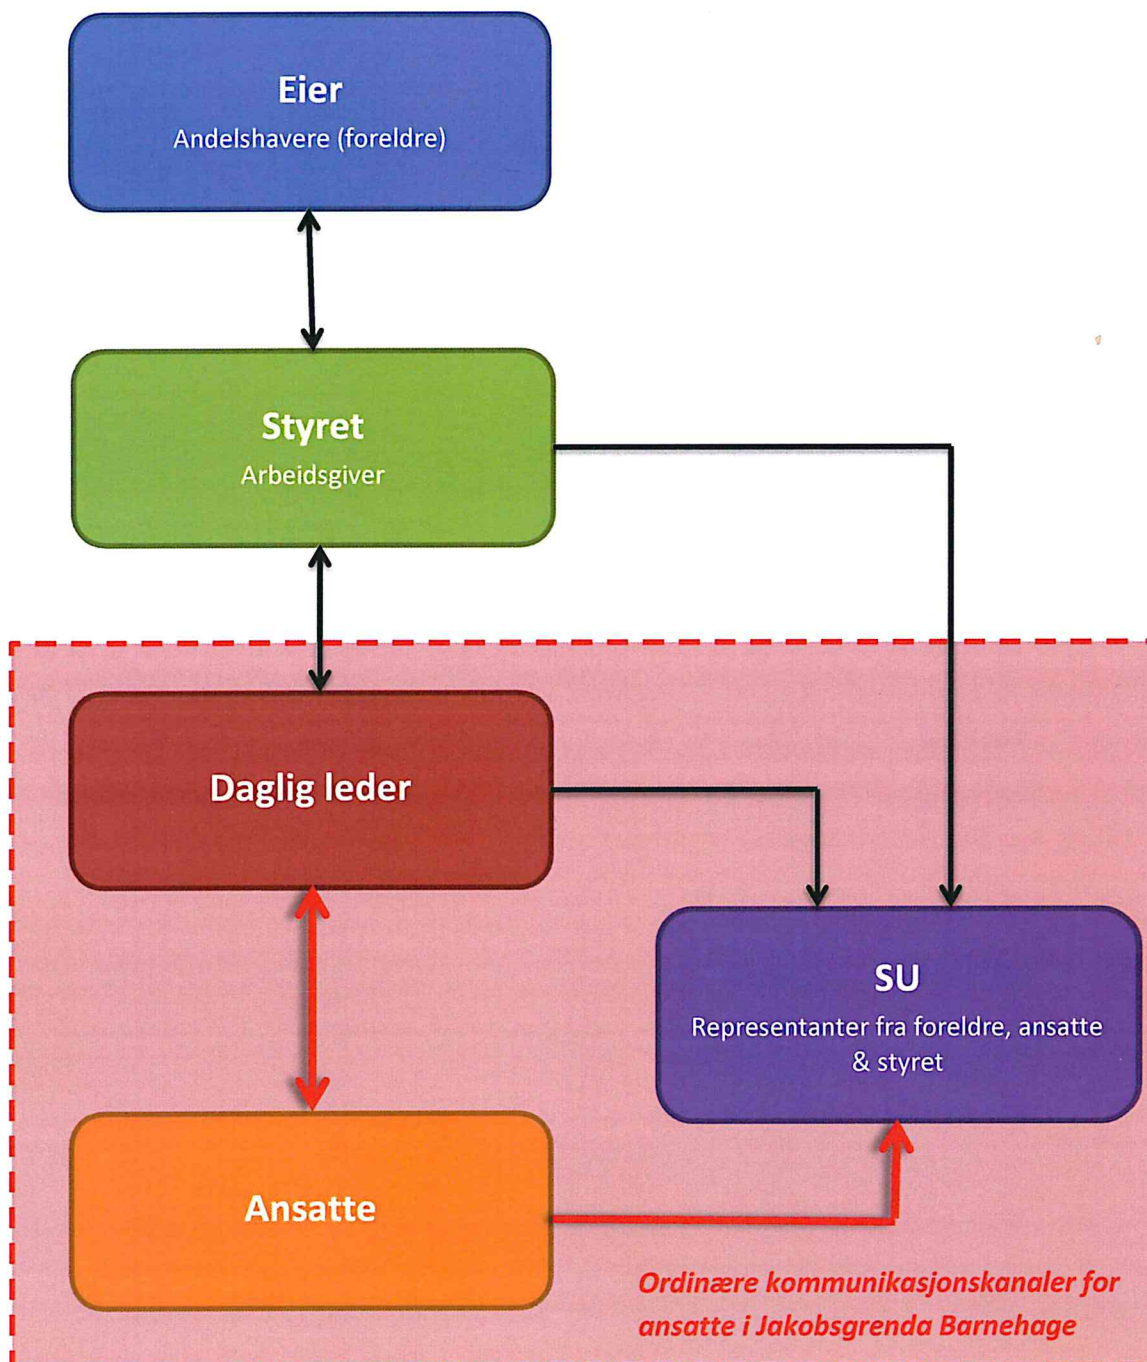 Eier
Andelshavere (foreldre)
Styret
Arbeidsgiver
Daglig leder
SU
Representanter fra foreldre, ansatte
& styret
Ansatte
Ordinære kommunikasjonskanaler for
ansatte i Jakobsgrenda Barnehage